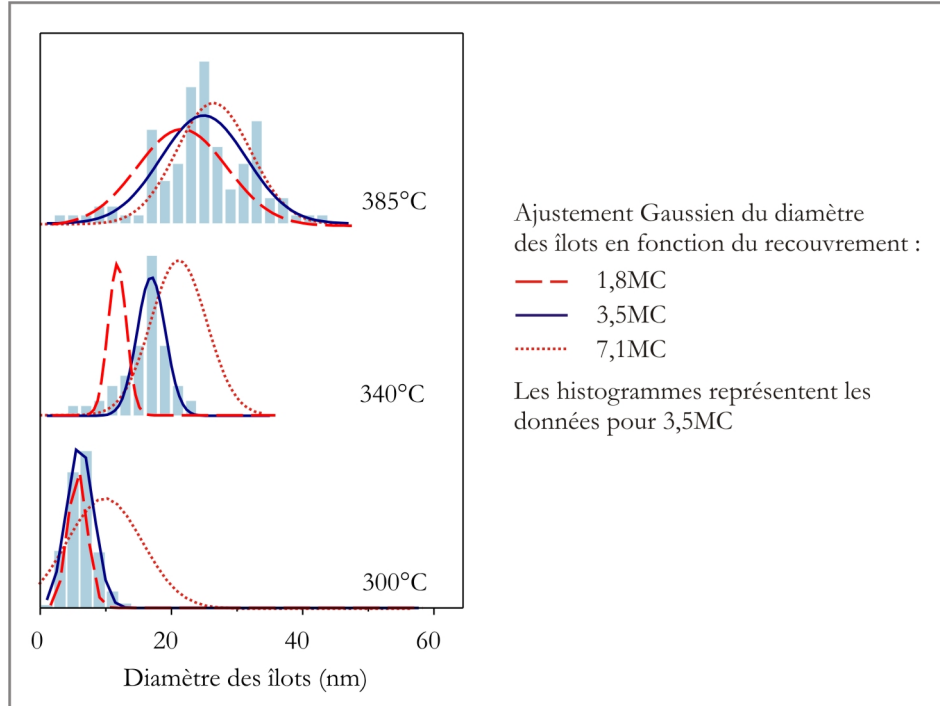 385°C
340°C
300°C
0 20 40 60
Diamètre des îlots (nm)
Ajustement Gaussien du diamètre
des îlots en fonction du recouvrement :
1,8MC
3,5MC
7,1MC
Les histogrammes représentent les
données pour 3,5MC